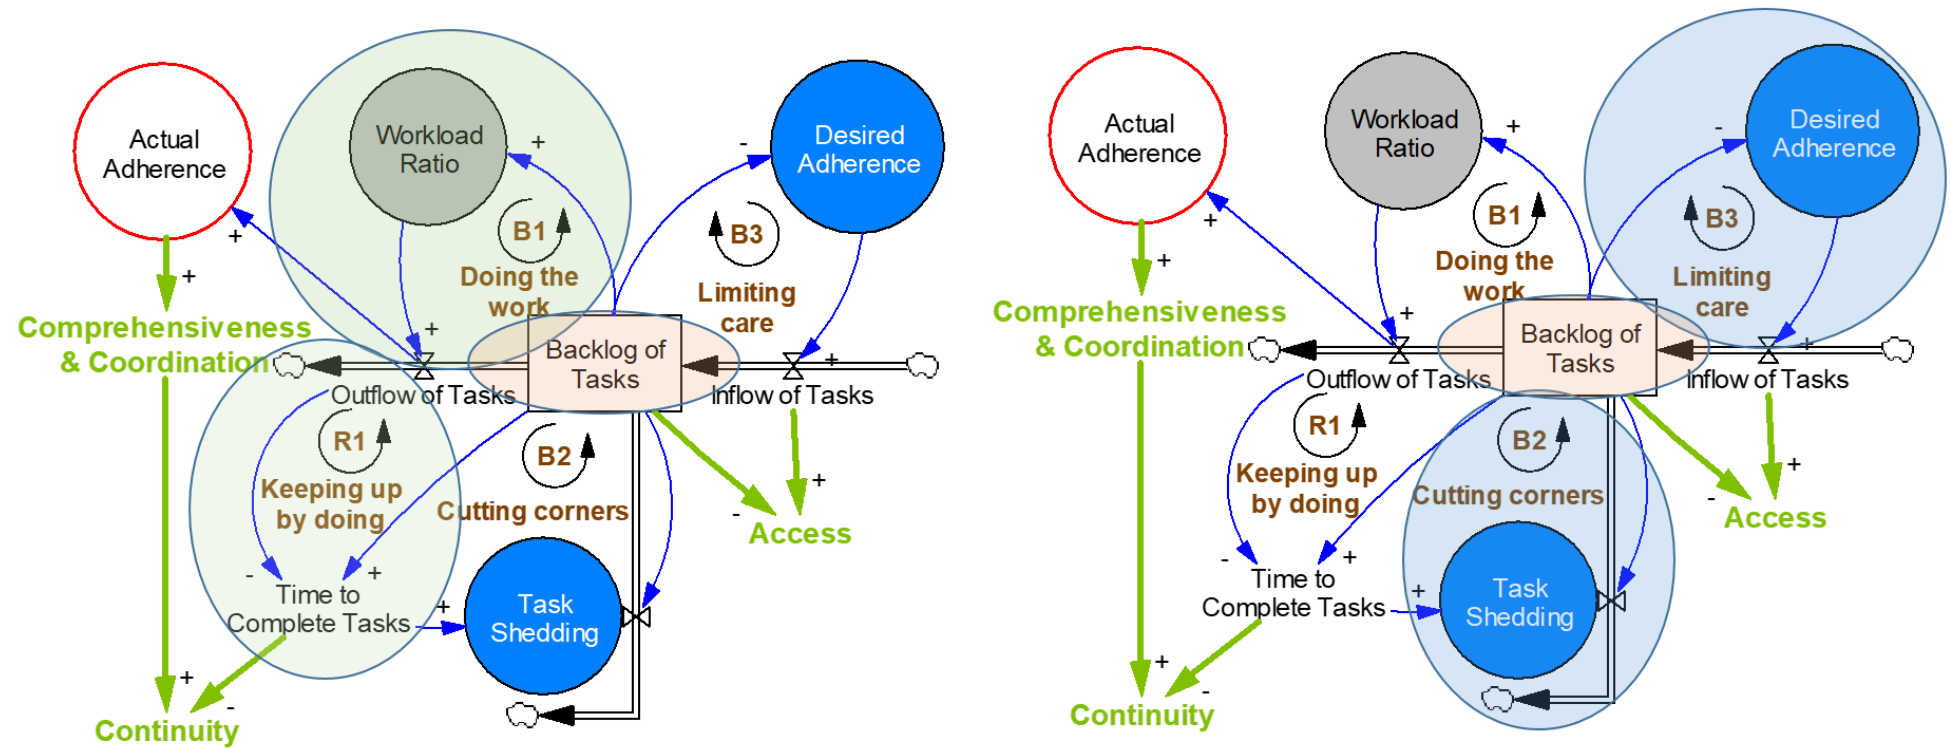 Actual
Adherence
Workload
Ratio
Desired
Adherence
+
-
+
B1
Doing the
work
B3
Limiting
care
+
Comprehensiveness
& Coordination
+
+
Backlog of
Tasks
Outflow of Tasks
Inflow of Tasks
R1
Keeping up
by doing
B2
Cutting corners
+
-
Access
-
+
Time to
Complete Tasks
+
Task
Shedding
+
-
Continuity
Actual
Adherence
Workload
Ratio
Desired
Adherence
+
-
+
B1
Doing the
work
B3
Limiting
care
+
Comprehensiveness
& Coordination
+
+
Backlog of
Tasks
Outflow of Tasks
Inflow of Tasks
R1
Keeping up
by doing
B2
Cutting corners
+
-
Access
-
+
Time to
Complete Tasks
+
Task
Shedding
+
-
Continuity